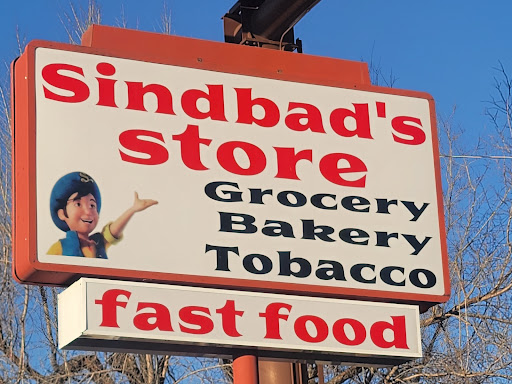 Sindbad's
store
Grocery
Bakery
Tobacco
fast food